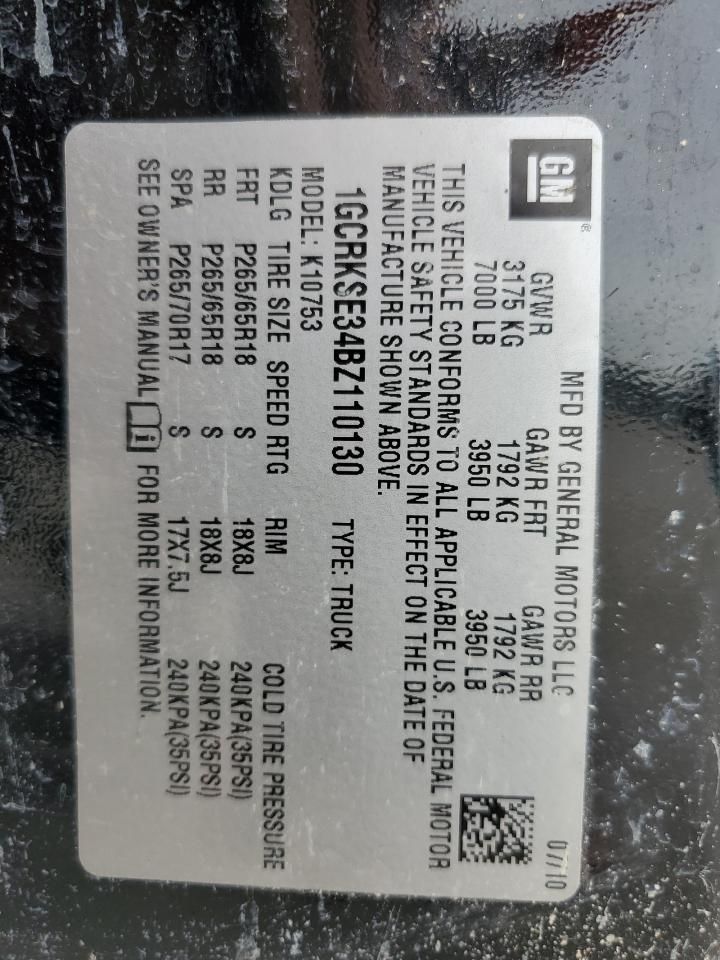 GM®
MFD BY GENERAL MOTORS LLC 07/10
GVWR GAWR FRT GAWR RR
3175 KG 1792 KG 1792 KG
7000 LB 3950 LB 3950 LB
THIS VEHICLE CONFORMS TO ALL APPLICABLE U.S. FEDERAL MOTOR
VEHICLE SAFETY STANDARDS IN EFFECT ON THE DATE OF
MANUFACTURE SHOWN ABOVE.
1GCRKSE34BZ110130 TYPE: TRUCK
MODEL: K10753
KDLG TIRE SIZE SPEED RTG RIM COLD TIRE PRESSURE
FRT P265/65R18 S 18X8J 240KPA(35PSI)
RR P265/65R18 S 18X8J 240KPA(35PSI)
SPA P265/70R17 S 17X7.5J 240KPA(35PSI)
SEE OWNER'S MANUAL i FOR MORE INFORMATION.